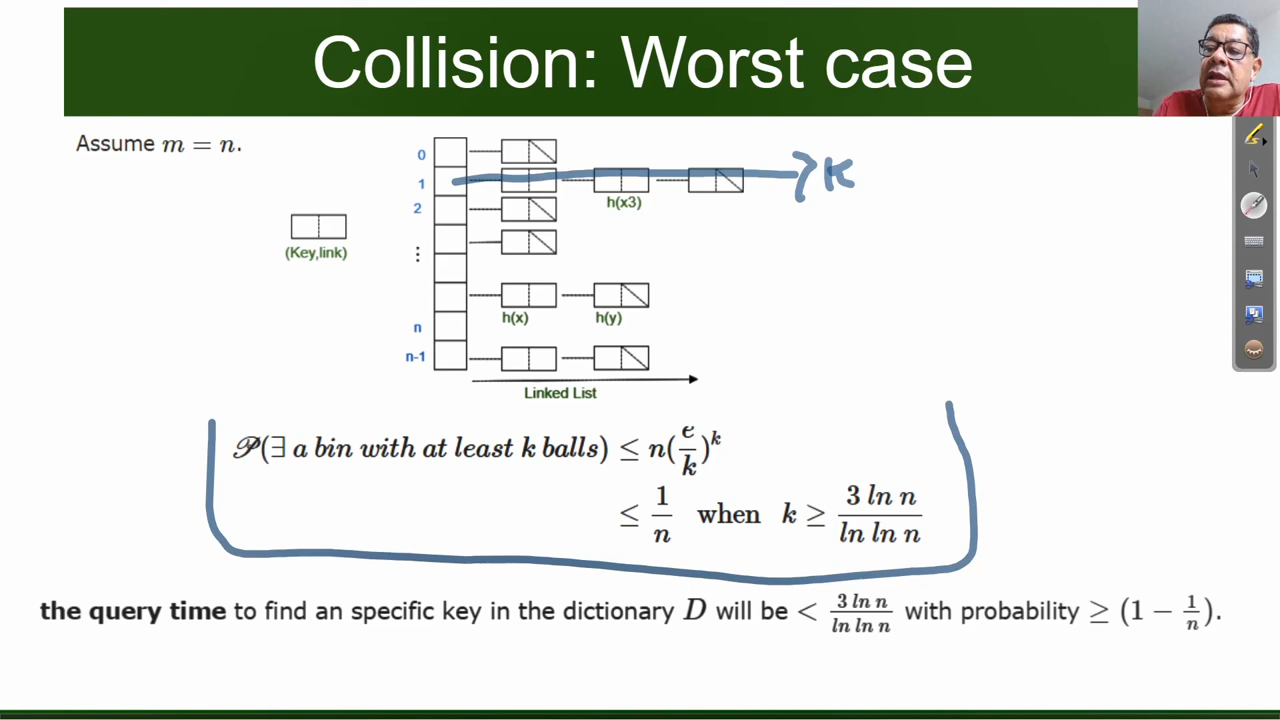 Collision: Worst case
Assume m = n.
0
1
K
2
h(x3)
(Key,link)
⋮
h(x) h(y)
n
n-1
Linked List
𝒫(∃ a bin with at least k balls) ≤ n(e/k)^k
≤ 1/n when k ≥ 3 ln n / ln ln n
the query time to find an specific key in the dictionary D will be < 3 ln n / ln ln n with probability ≥ (1 − 1/n).